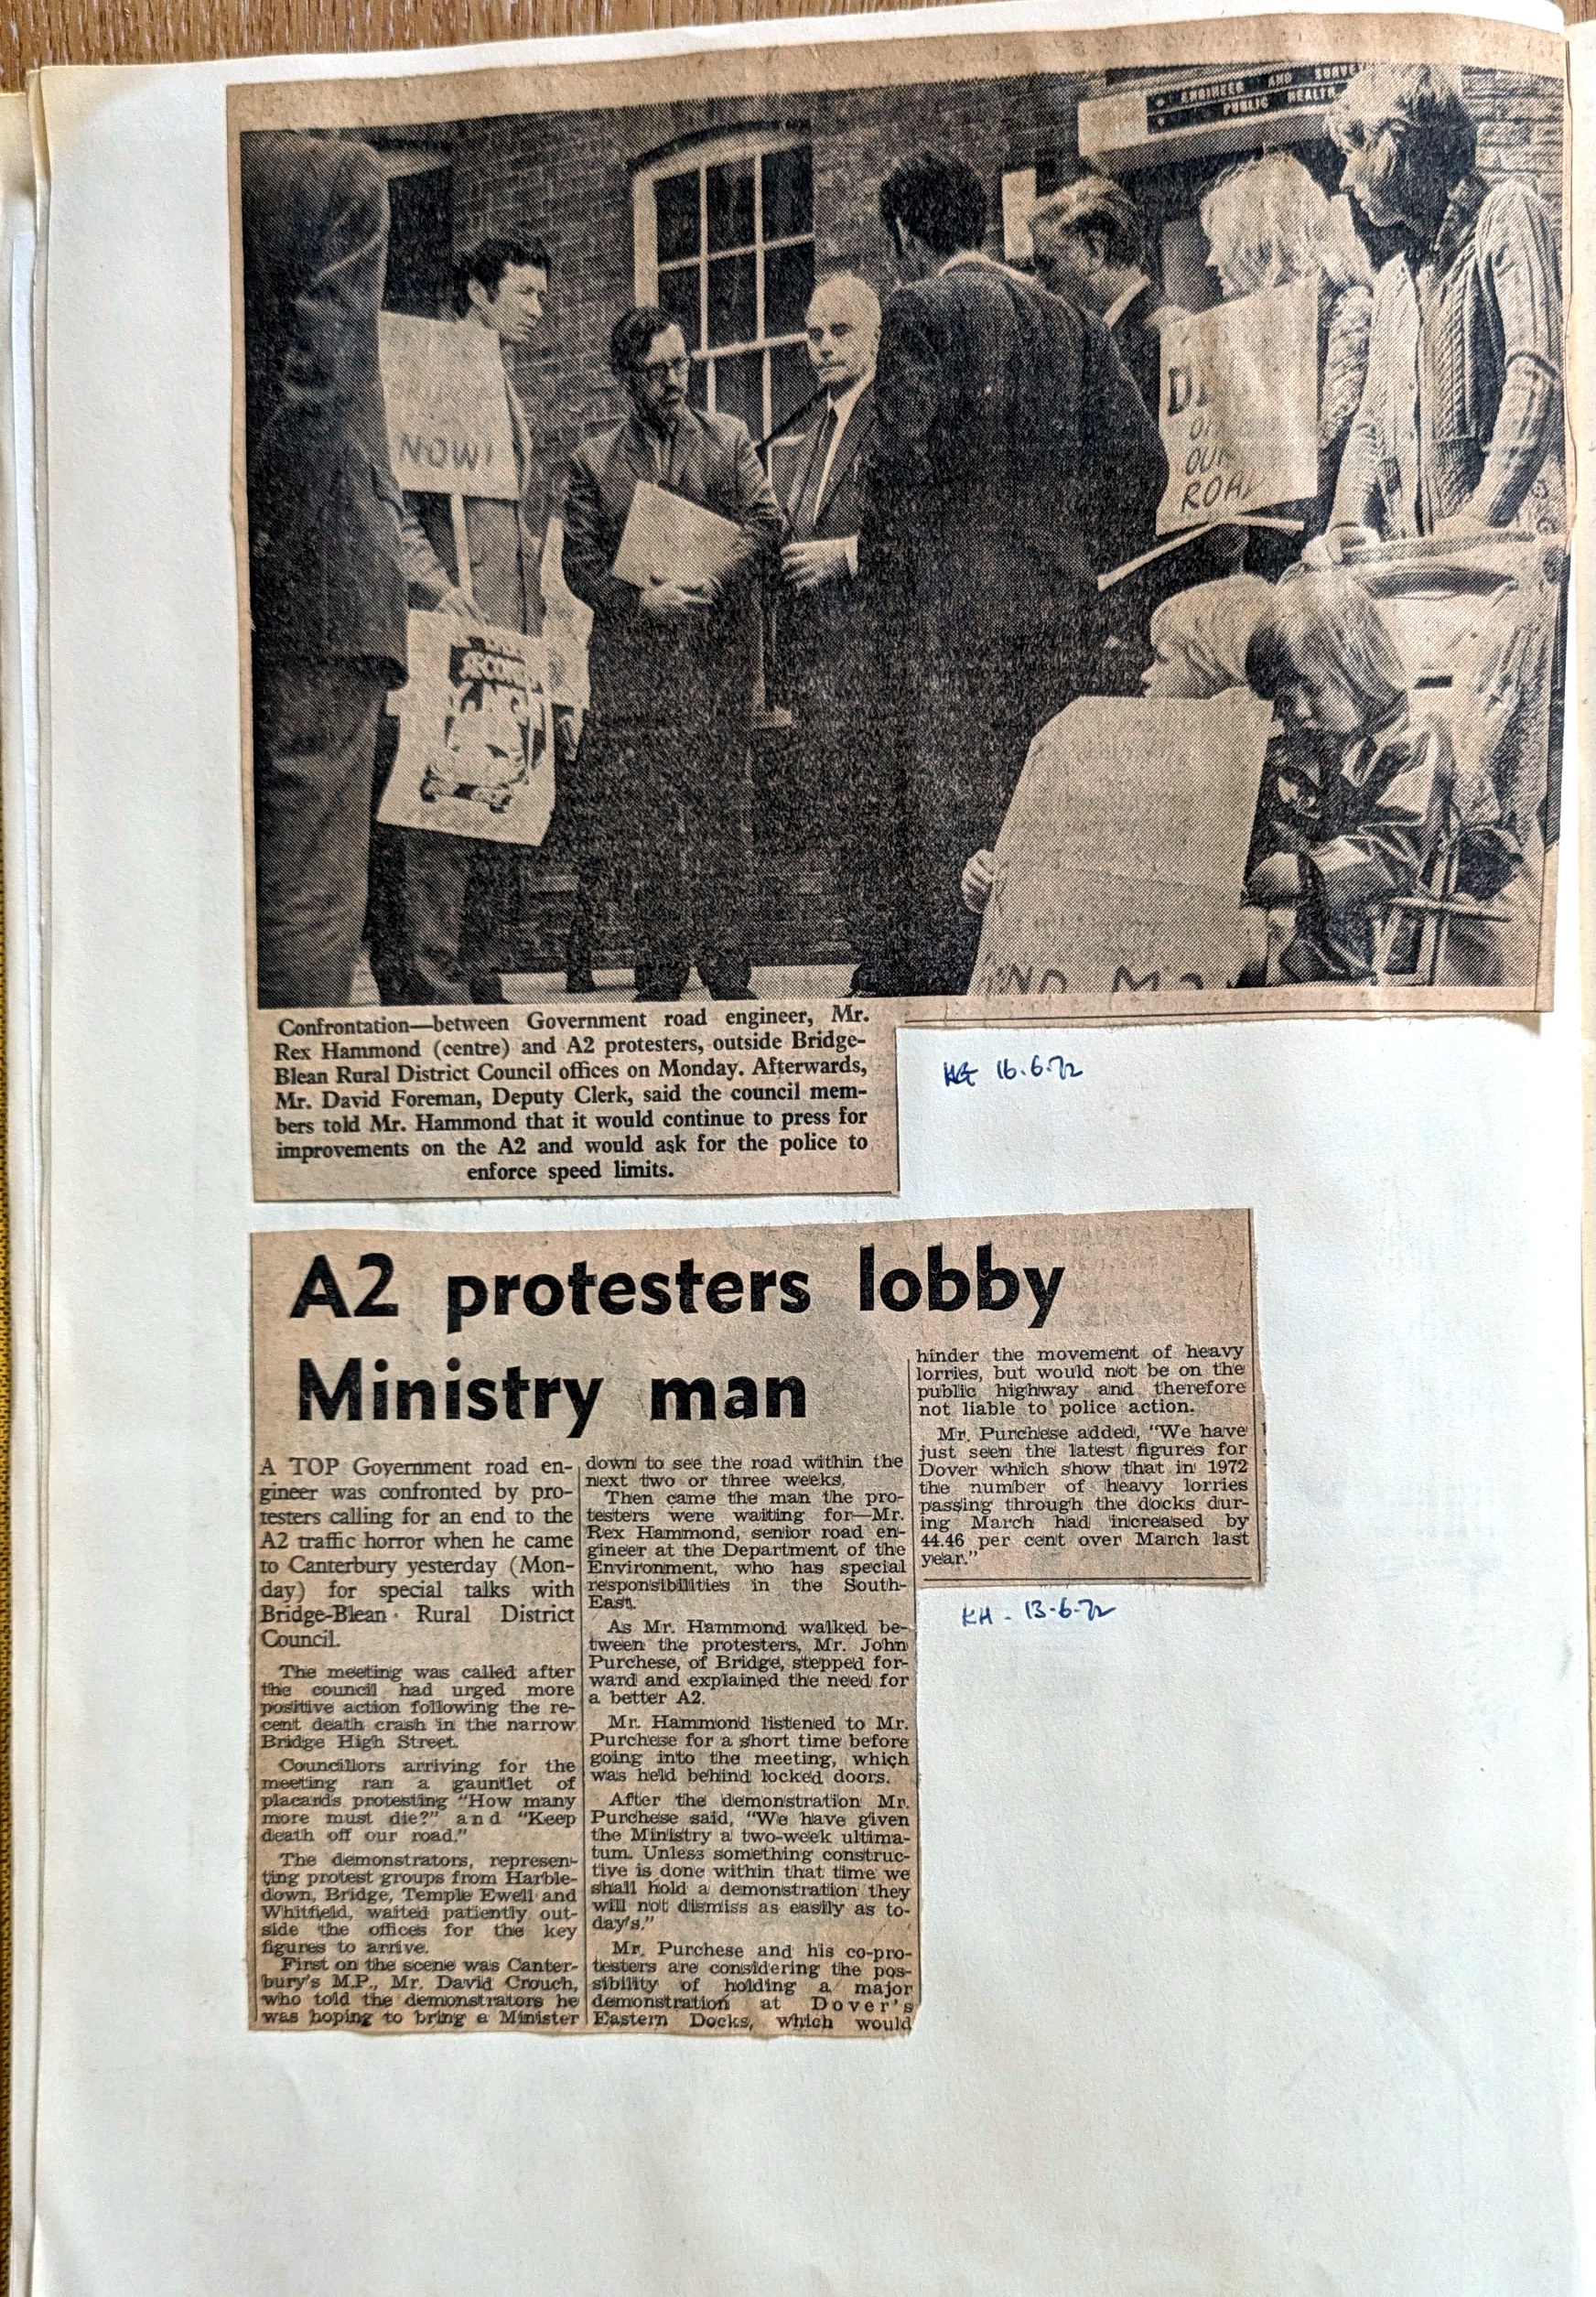 ENGINEER AND
PUBLIC HEALTH
NOW!
OUR
ROAD
Confrontation—between Government road engineer, Mr.
Rex Hammond (centre) and A2 protesters, outside Bridge-
Blean Rural District Council offices on Monday. Afterwards,
Mr. David Foreman, Deputy Clerk, said the council mem-
bers told Mr. Hammond that it would continue to press for
improvements on the A2 and would ask for the police to
enforce speed limits.
KG 16.6.72
A2 protesters lobby
Ministry man
A TOP Government road en-
gineer was confronted by pro-
testers calling for an end to the
A2 traffic horror when he came
to Canterbury yesterday (Mon-
day) for special talks with
Bridge-Blean Rural District
Council.
The meeting was called after
the council had urged more
positive action following the re-
cent death crash in the narrow
Bridge High Street.
Councillors arriving for the
meeting ran a gauntlet of
placards protesting "How many
more must die?" and "Keep
death off our road."
The demonstrators, represen-
ting protest groups from Harble-
down, Bridge, Temple Ewell and
Whitfield, waited patiently out-
side the offices for the key
figures to arrive.
First on the scene was Canter-
bury's M.P., Mr. David Crouch,
who told the demonstrators he
was hoping to bring a Minister
down to see the road within the
next two or three weeks.
Then came the man the pro-
testers were waiting for—Mr.
Rex Hammond, senior road en-
gineer at the Department of the
Environment, who has special
responsibilities in the South-
East.
As Mr. Hammond walked be-
tween the protesters, Mr. John
Purchese, of Bridge, stepped for-
ward and explained the need for
a better A2.
Mr. Hammond listened to Mr.
Purchese for a short time before
going into the meeting, which
was held behind locked doors.
After the demonstration Mr.
Purchese said, "We have given
the Ministry a two-week ultima-
tum. Unless something construc-
tive is done within that time we
shall hold a demonstration they
will not dismiss as easily as to-
day's."
Mr. Purchese and his co-pro-
testers are considering the pos-
sibility of holding a major
demonstration at Dover's
Eastern Docks, which would
hinder the movement of heavy
lorries, but would not be on the
public highway and therefore
not liable to police action.
Mr. Purchese added, "We have
just seen the latest figures for
Dover which show that in 1972
the number of heavy lorries
passing through the docks dur-
ing March had increased by
44.46 per cent over March last
year."
KH - 13.6.72